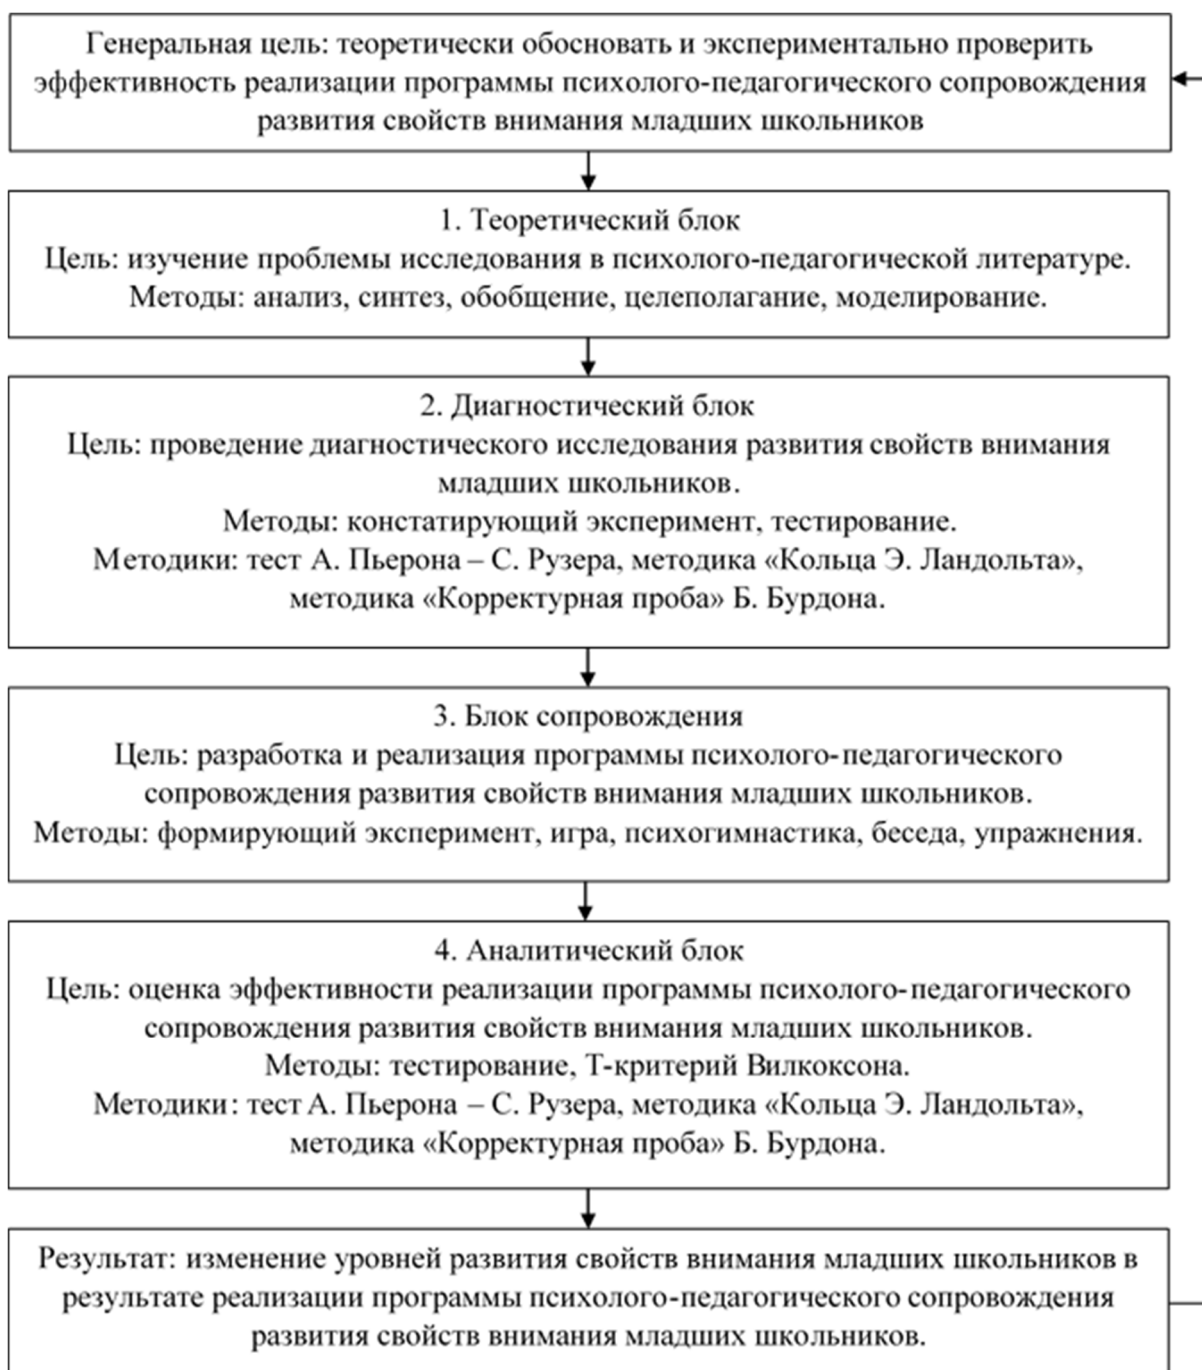 Генеральная цель: теоретически обосновать и экспериментально проверить
эффективность реализации программы психолого-педагогического сопровождения
развития свойств внимания младших школьников
1. Теоретический блок
Цель: изучение проблемы исследования в психолого-педагогической литературе.
Методы: анализ, синтез, обобщение, целеполагание, моделирование.
2. Диагностический блок
Цель: проведение диагностического исследования развития свойств внимания
младших школьников.
Методы: констатирующий эксперимент, тестирование.
Методики: тест А. Пьерона – С. Рузера, методика «Кольца Э. Ландольта»,
методика «Корректурная проба» Б. Бурдона.
3. Блок сопровождения
Цель: разработка и реализация программы психолого-педагогического
сопровождения развития свойств внимания младших школьников.
Методы: формирующий эксперимент, игра, психогимнастика, беседа, упражнения.
4. Аналитический блок
Цель: оценка эффективности реализации программы психолого-педагогического
сопровождения развития свойств внимания младших школьников.
Методы: тестирование, Т-критерий Вилкоксона.
Методики: тест А. Пьерона – С. Рузера, методика «Кольца Э. Ландольта»,
методика «Корректурная проба» Б. Бурдона.
Результат: изменение уровней развития свойств внимания младших школьников в
результате реализации программы психолого-педагогического сопровождения
развития свойств внимания младших школьников.